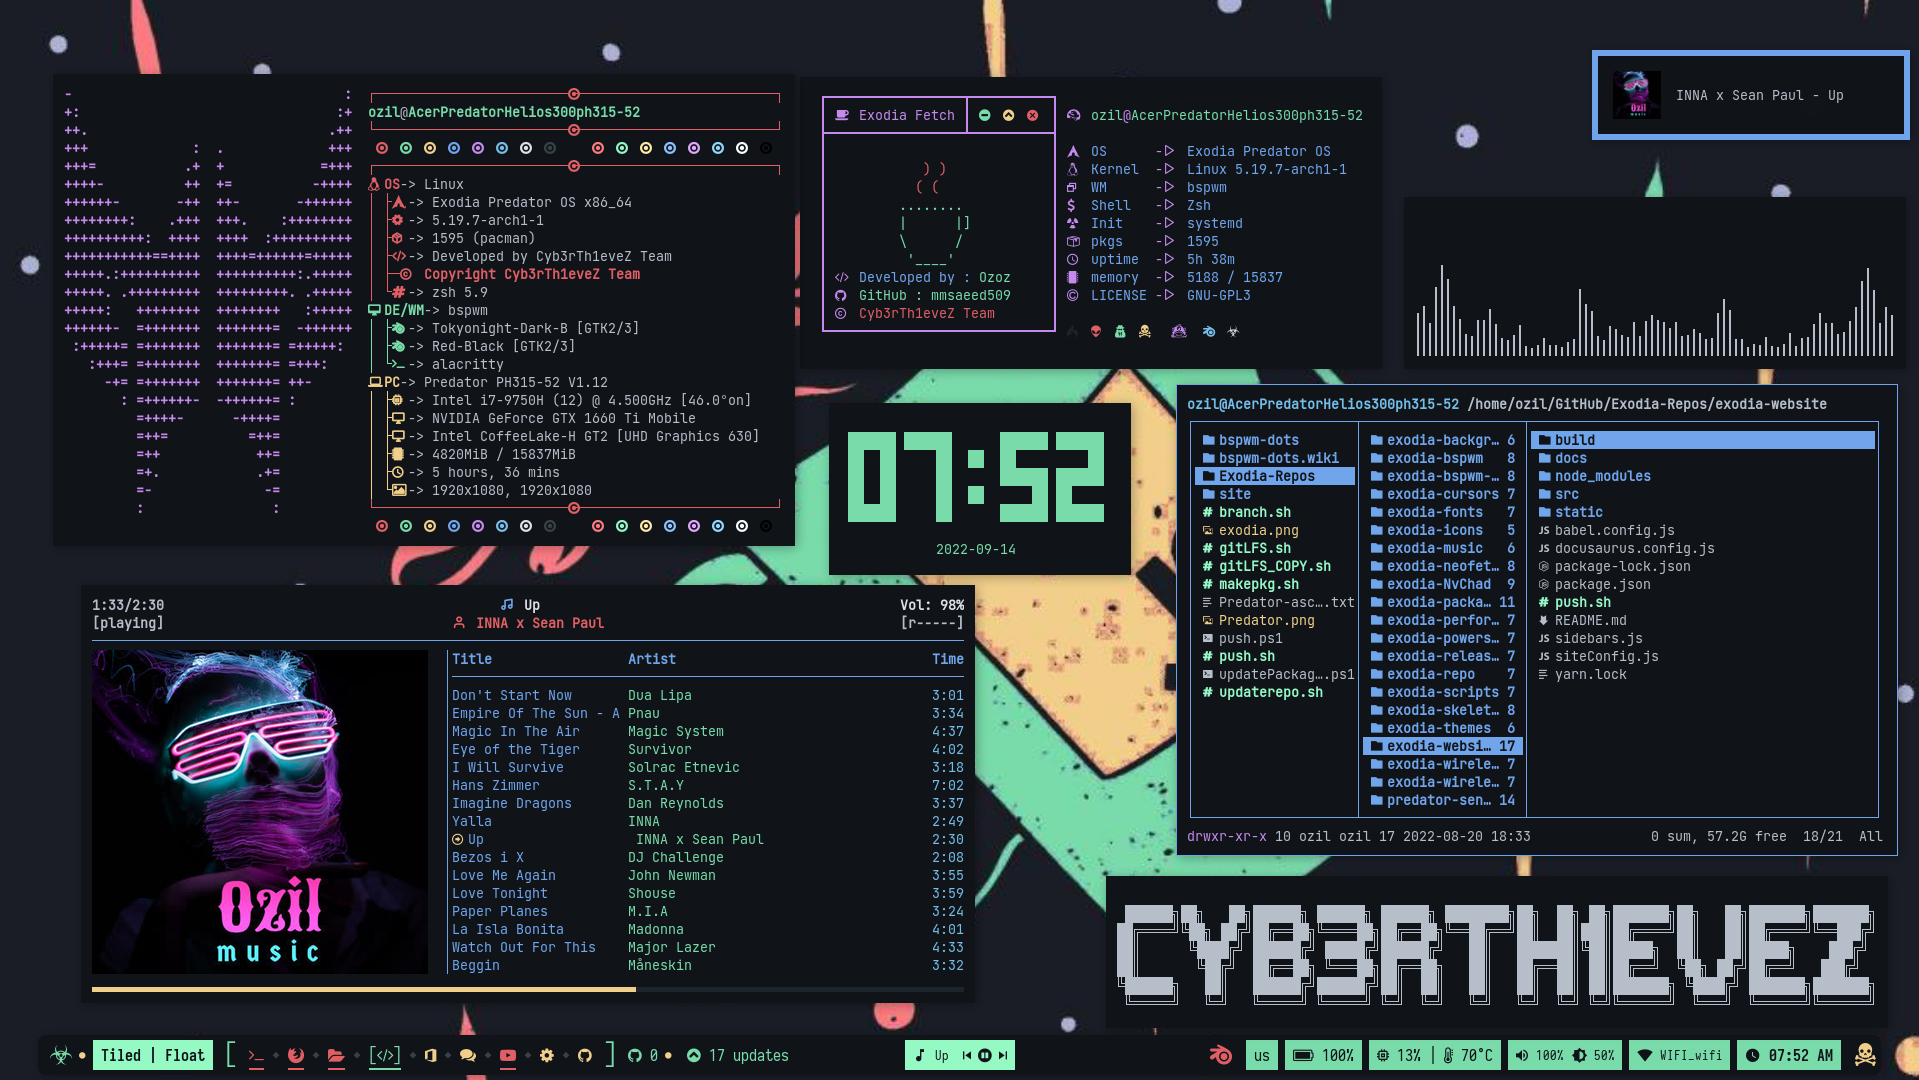 ozil@AcerPredatorHelios300ph315-52
OS-> Linux
-> Exodia Predator OS x86_64
-> 5.19.7-arch1-1
-> 1595 (pacman)
-> Developed by Cyb3rTh1eveZ Team
Copyright Cyb3rTh1eveZ Team
-> zsh 5.9
DE/WM-> bspwm
-> Tokyonight-Dark-B [GTK2/3]
-> Red-Black [GTK2/3]
-> alacritty
PC-> Predator PH315-52 V1.12
-> Intel i7-9750H (12) @ 4.500GHz [46.0°on]
-> NVIDIA GeForce GTX 1660 Ti Mobile
-> Intel CoffeeLake-H GT2 [UHD Graphics 630]
-> 4820MiB / 15837MiB
-> 5 hours, 36 mins
-> 1920x1080, 1920x1080
Exodia Fetch
Developed by : Ozoz
GitHub : mmsaeed509
Cyb3rTh1eveZ Team
ozil@AcerPredatorHelios300ph315-52
OS Exodia Predator OS
Kernel Linux 5.19.7-arch1-1
WM bspwm
Shell Zsh
Init systemd
pkgs 1595
uptime 5h 38m
memory 5188 / 15837
LICENSE GNU-GPL3
Ozil
music
INNA x Sean Paul - Up
07:52
2022-09-14
ozil@AcerPredatorHelios300ph315-52 /home/ozil/GitHub/Exodia-Repos/exodia-website
bspwm-dots
bspwm-dots.wiki
Exodia-Repos
site
branch.sh
exodia.png
gitLFS.sh
gitLFS_COPY.sh
makepkg.sh
Predator-asc….txt
Predator.png
push.ps1
push.sh
updatePackag….ps1
updaterepo.sh
exodia-backgr… 6
exodia-bspwm 8
exodia-bspwm-… 8
exodia-cursors 7
exodia-fonts 7
exodia-icons 5
exodia-music 6
exodia-neofet… 8
exodia-NvChad 9
exodia-packa… 11
exodia-perfor… 7
exodia-powers… 7
exodia-releas… 7
exodia-repo 7
exodia-scripts 7
exodia-skelet… 8
exodia-themes 6
exodia-websi… 17
exodia-wirele… 7
exodia-wirele… 7
predator-sen… 14
build
docs
node_modules
src
static
babel.config.js
docusaurus.config.js
package-lock.json
package.json
push.sh
README.md
sidebars.js
siteConfig.js
yarn.lock
drwxr-xr-x 10 ozil ozil 17 2022-08-20 18:33 0 sum, 57.2G free 18/21 All
1:33/2:30 Up Vol: 98%
[playing] INNA x Sean Paul [r-----]
Title Artist Time
Don't Start Now Dua Lipa 3:01
Empire Of The Sun - A Pnau 3:34
Magic In The Air Magic System 4:37
Eye of the Tiger Survivor 4:02
I Will Survive Solrac Etnevic 3:18
Hans Zimmer S.T.A.Y 7:02
Imagine Dragons Dan Reynolds 3:37
Yalla INNA 2:49
Up INNA x Sean Paul 2:30
Bezos i X DJ Challenge 2:08
Love Me Again John Newman 3:55
Love Tonight Shouse 3:59
Paper Planes M.I.A 3:24
La Isla Bonita Madonna 4:01
Watch Out For This Major Lazer 4:33
Beggin Måneskin 3:32
Ozil
music
CYB3RTHIEVEZ
Tiled | Float [ ] 0 17 updates Up us 100% 13% | 70°C 100% 50% WIFI_wifi 07:52 AM